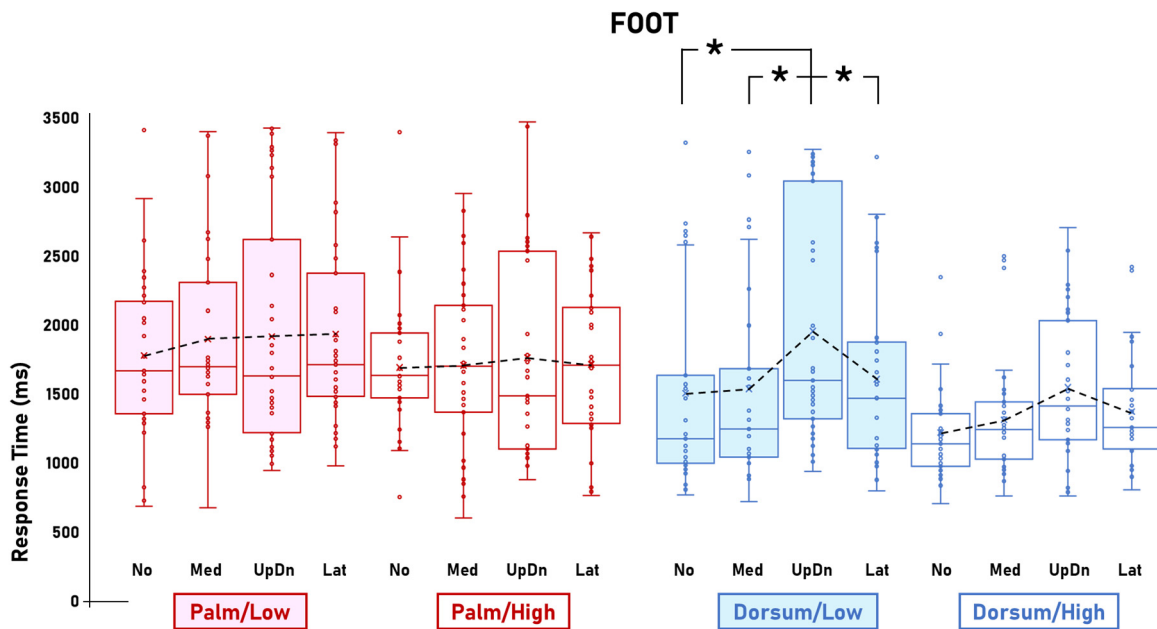 FOOT
* * *
Response Time (ms)
3500
3000
2500
2000
1500
1000
500
0
No Med UpDn Lat No Med UpDn Lat No Med UpDn Lat No Med UpDn Lat
Palm/Low Palm/High Dorsum/Low Dorsum/High